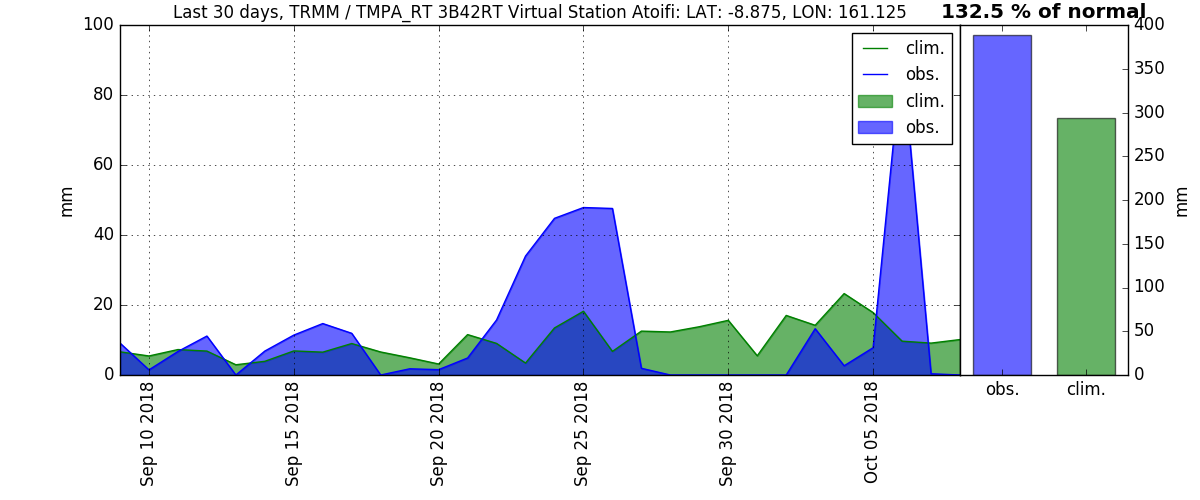 Last 30 days, TRMM / TMPA_RT 3B42RT Virtual Station Atoifi: LAT: -8.875, LON: 161.125
132.5 % of normal
100
80
60
40
20
0
mm
clim.
obs.
clim.
obs.
Sep 10 2018
Sep 15 2018
Sep 20 2018
Sep 25 2018
Sep 30 2018
Oct 05 2018
400
350
300
250
200
150
100
50
0
mm
obs.
clim.